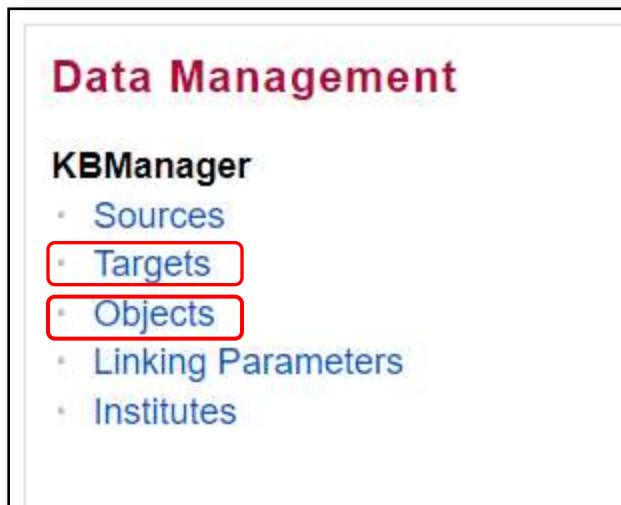 Data Management
KBManager
Sources
Targets
Objects
Linking Parameters
Institutes